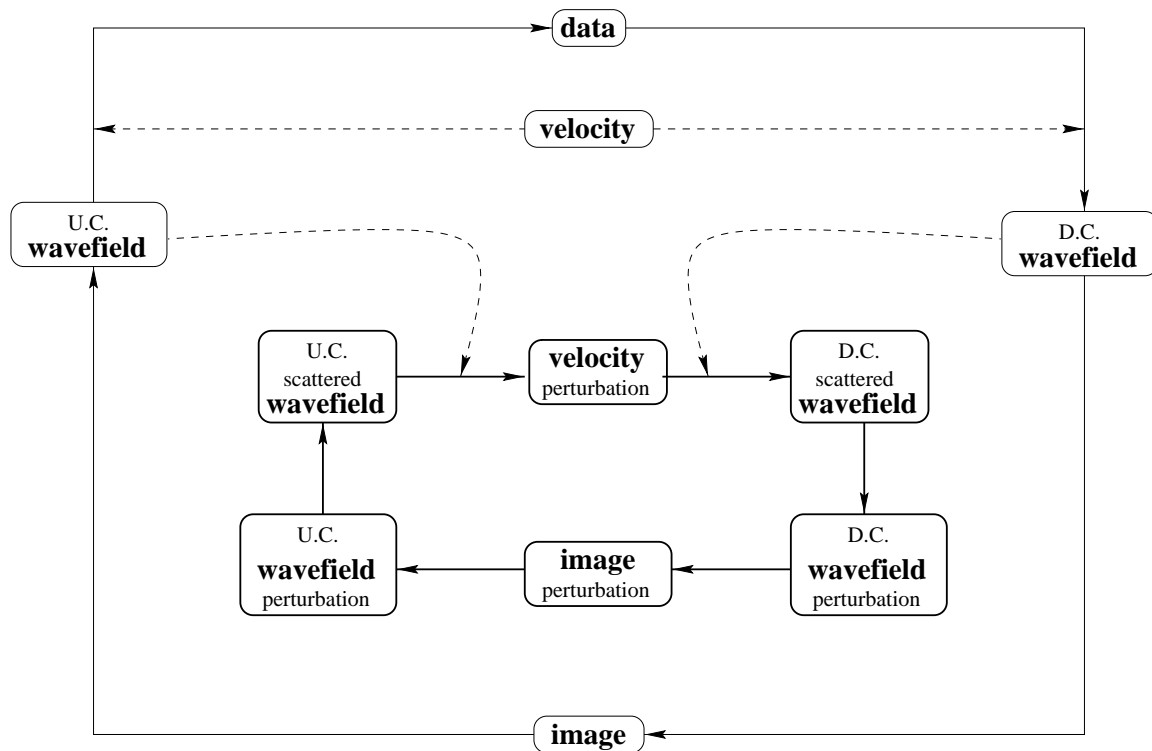 data
velocity
U.C.
wavefield
D.C.
wavefield
U.C.
scattered
wavefield
velocity
perturbation
D.C.
scattered
wavefield
U.C.
wavefield
perturbation
image
perturbation
D.C.
wavefield
perturbation
image